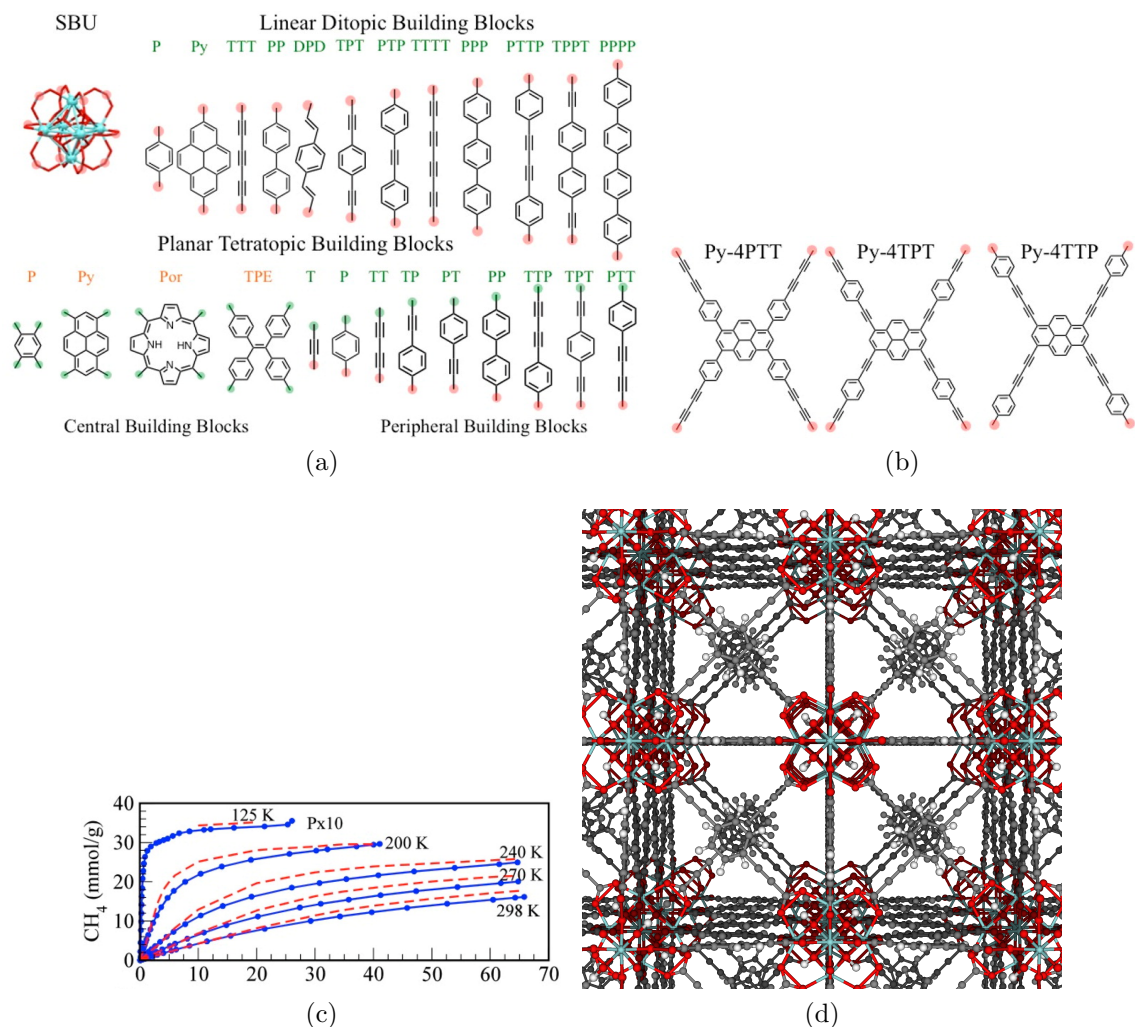 SBU
Linear Ditopic Building Blocks
P Py TTT PP DPD TPT PTP TTTT PPP PTTP TPPT PPPP
Planar Tetratopic Building Blocks
P Py Por TPE T P TT TP PT PP TTP TPT PTT
N
NH HN
N
Central Building Blocks
Peripheral Building Blocks
(a)
Py-4PTT Py-4TPT Py-4TTP
(b)
CH4 (mmol/g)
40
30
20
10
0
125 K
Px10
200 K
240 K
270 K
298 K
0 10 20 30 40 50 60 70
(c)
(d)